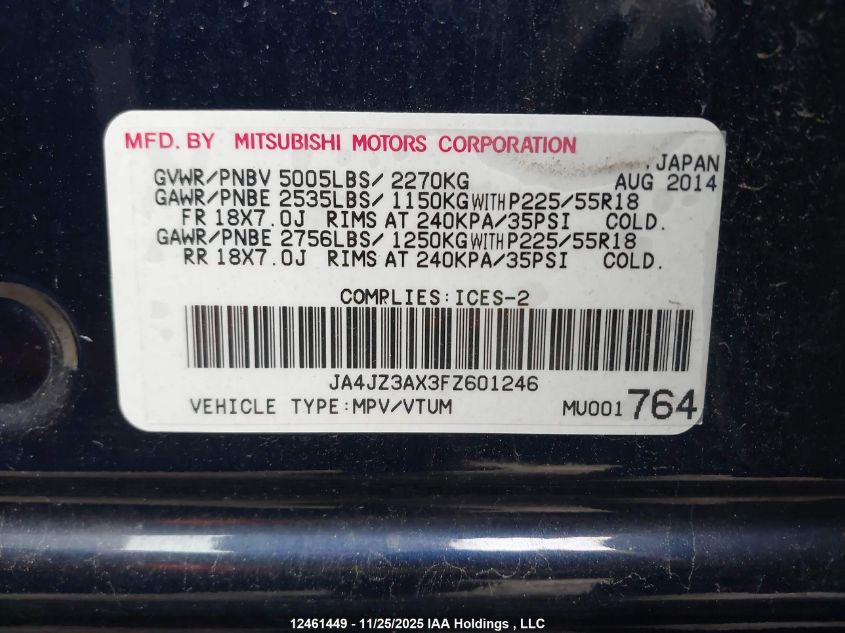 MFD. BY MITSUBISHI MOTORS CORPORATION
, JAPAN
GVWR/PNBV 5005LBS/ 2270KG AUG 2014
GAWR/PNBE 2535LBS/ 1150KG WITH P225/55R18
FR 18X7.0J RIMS AT 240KPA/35PSI COLD.
GAWR/PNBE 2756LBS/ 1250KG WITH P225/55R18
RR 18X7.0J RIMS AT 240KPA/35PSI COLD.
COMPLIES:ICES-2
JA4JZ3AX3FZ601246
VEHICLE TYPE:MPV/VTUM MU001 764
12461449 - 11/25/2025 IAA Holdings , LLC